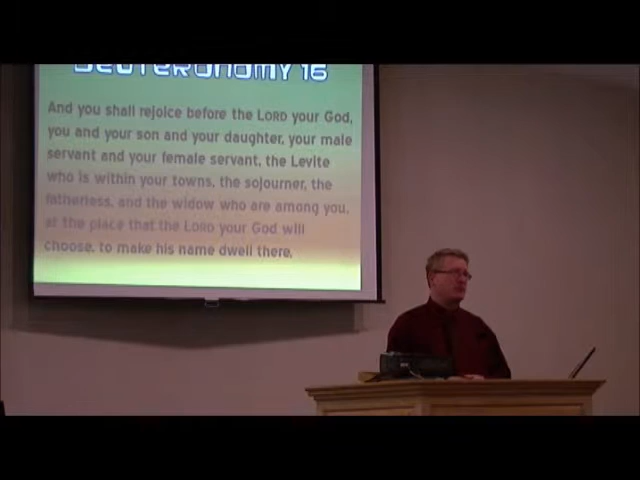 DEUTERONOMY 16
And you shall rejoice before the LORD your God,
you and your son and your daughter, your male
servant and your female servant, the Levite
who is within your towns, the sojourner, the
fatherless, and the widow who are among you,
at the place that the LORD your God will
choose, to make his name dwell there.